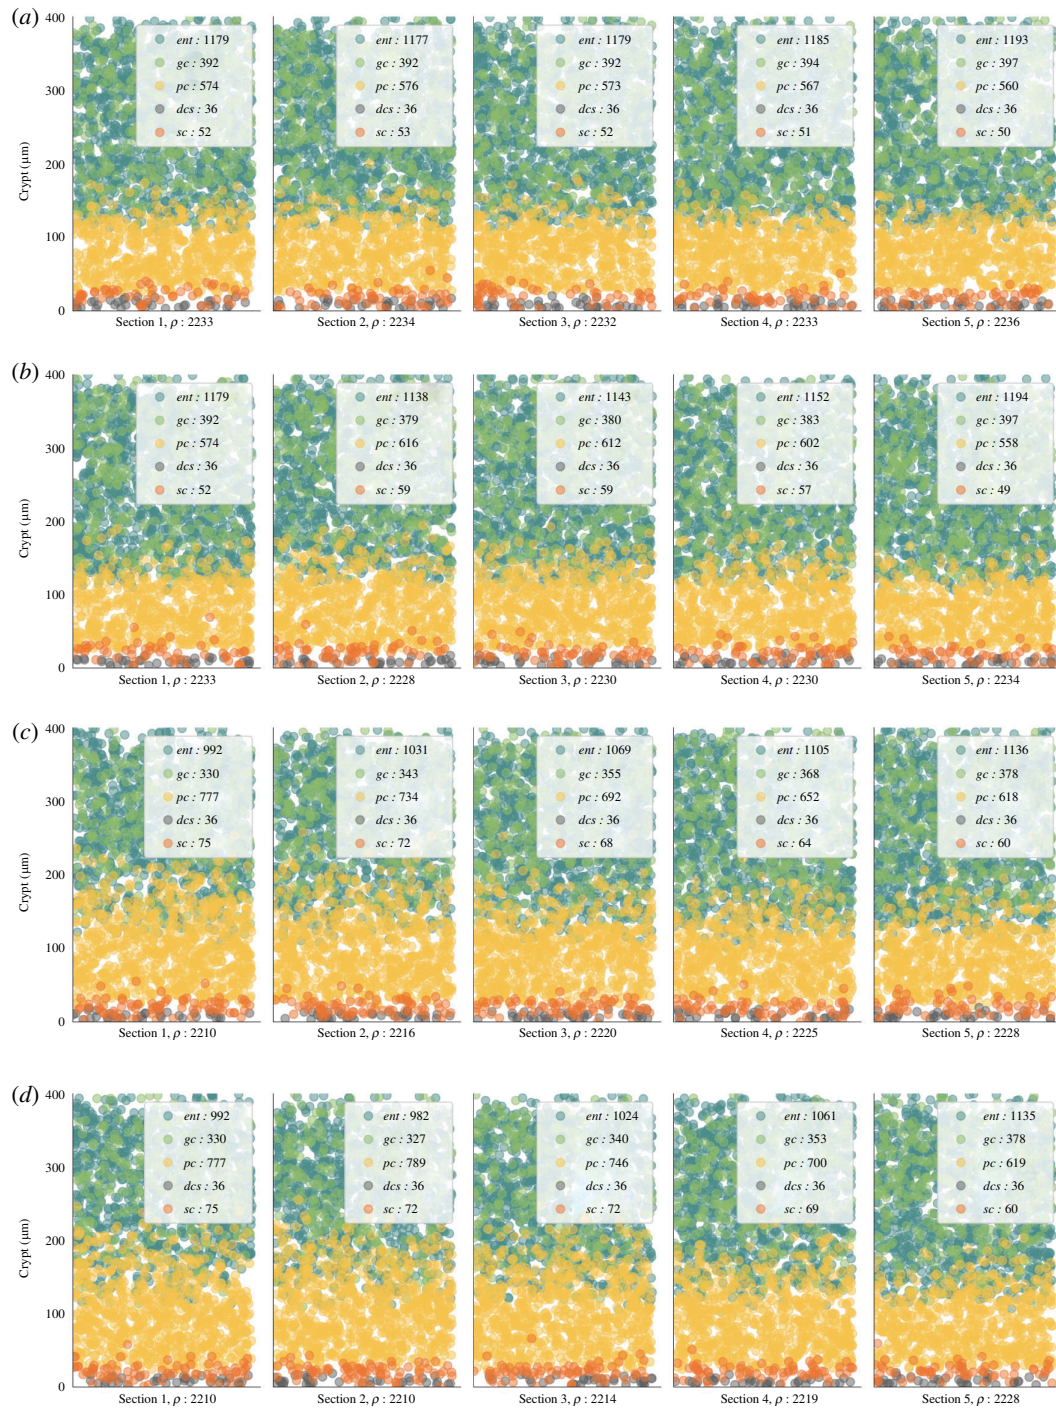 (a)
400
300
200
100
0
Crypt (μm)
ent : 1179
gc : 392
pc : 574
dcs : 36
sc : 52
Section 1, ρ : 2233
ent : 1177
gc : 392
pc : 576
dcs : 36
sc : 53
Section 2, ρ : 2234
ent : 1179
gc : 392
pc : 573
dcs : 36
sc : 52
Section 3, ρ : 2232
ent : 1185
gc : 394
pc : 567
dcs : 36
sc : 51
Section 4, ρ : 2233
ent : 1193
gc : 397
pc : 560
dcs : 36
sc : 50
Section 5, ρ : 2236
(b)
400
300
200
100
0
Crypt (μm)
ent : 1179
gc : 392
pc : 574
dcs : 36
sc : 52
Section 1, ρ : 2233
ent : 1138
gc : 379
pc : 616
dcs : 36
sc : 59
Section 2, ρ : 2228
ent : 1143
gc : 380
pc : 612
dcs : 36
sc : 59
Section 3, ρ : 2230
ent : 1152
gc : 383
pc : 602
dcs : 36
sc : 57
Section 4, ρ : 2230
ent : 1194
gc : 397
pc : 558
dcs : 36
sc : 49
Section 5, ρ : 2234
(c)
400
300
200
100
0
Crypt (μm)
ent : 992
gc : 330
pc : 777
dcs : 36
sc : 75
Section 1, ρ : 2210
ent : 1031
gc : 343
pc : 734
dcs : 36
sc : 72
Section 2, ρ : 2216
ent : 1069
gc : 355
pc : 692
dcs : 36
sc : 68
Section 3, ρ : 2220
ent : 1105
gc : 368
pc : 652
dcs : 36
sc : 64
Section 4, ρ : 2225
ent : 1136
gc : 378
pc : 618
dcs : 36
sc : 60
Section 5, ρ : 2228
(d)
400
300
200
100
0
Crypt (μm)
ent : 992
gc : 330
pc : 777
dcs : 36
sc : 75
Section 1, ρ : 2210
ent : 982
gc : 327
pc : 789
dcs : 36
sc : 72
Section 2, ρ : 2210
ent : 1024
gc : 340
pc : 746
dcs : 36
sc : 72
Section 3, ρ : 2214
ent : 1061
gc : 353
pc : 700
dcs : 36
sc : 69
Section 4, ρ : 2219
ent : 1135
gc : 378
pc : 619
dcs : 36
sc : 60
Section 5, ρ : 2228